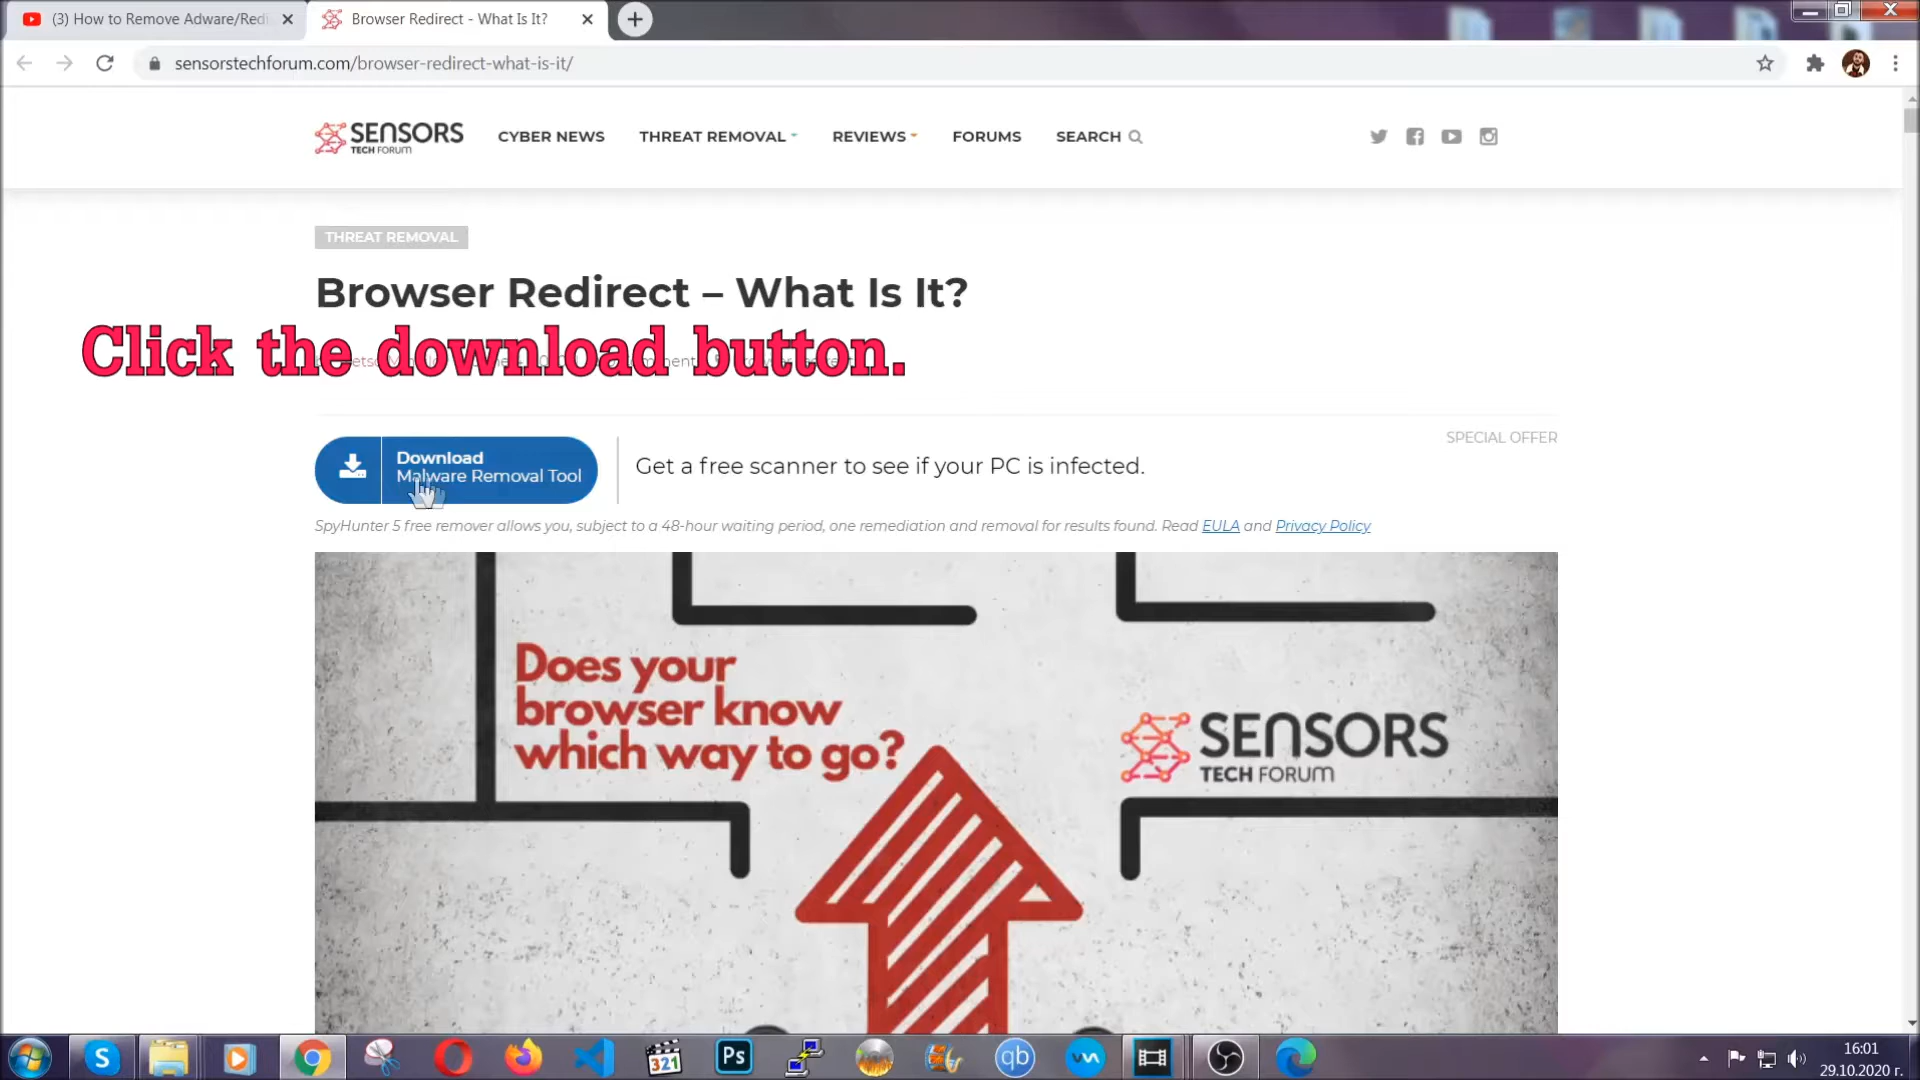 (3) How to Remove Adware/Redi
Browser Redirect - What Is It?
sensorstechforum.com/browser-redirect-what-is-it/
SENSORS
TECH FORUM
CYBER NEWS
THREAT REMOVAL
REVIEWS
FORUMS
SEARCH
THREAT REMOVAL
Browser Redirect – What Is It?
Click the download button.
SPECIAL OFFER
Download
Malware Removal Tool
Get a free scanner to see if your PC is infected.
SpyHunter 5 free remover allows you, subject to a 48-hour waiting period, one remediation and removal for results found. Read EULA and Privacy Policy
Does your
browser know
which way to go?
SENSORS
TECH FORUM
S
321
Ps
qb
16:01
29.10.2020 г.